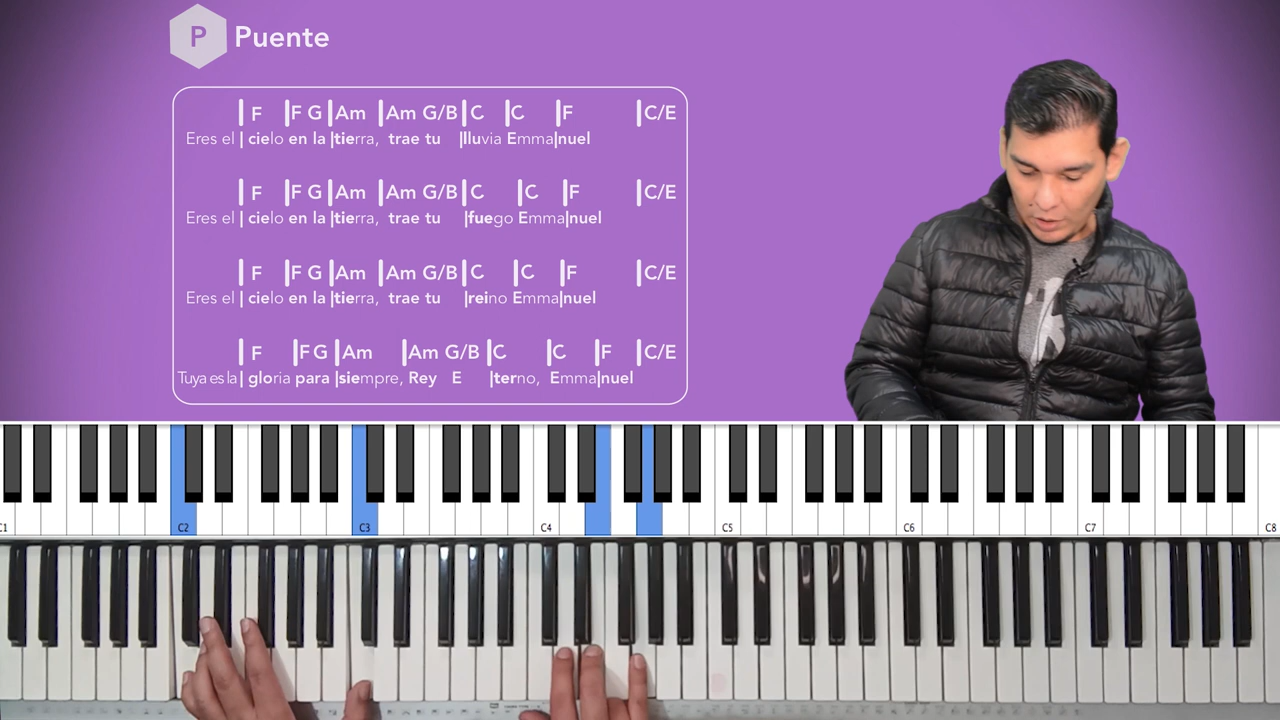 P Puente
| F | F G | Am | Am G/B | C | C | F | C/E
Eres el | cielo en la |tierra, trae tu |lluvia Emma|nuel
| F | F G | Am | Am G/B | C | C | F | C/E
Eres el | cielo en la |tierra, trae tu |fuego Emma|nuel
| F | F G | Am | Am G/B | C | C | F | C/E
Eres el | cielo en la |tierra, trae tu |reino Emma|nuel
| F | F G | Am | Am G/B | C | C | F | C/E
Tuya es la | gloria para |siempre, Rey E |terno, Emma|nuel
C1 C2 C3 C4 C5 C6 C7 C8